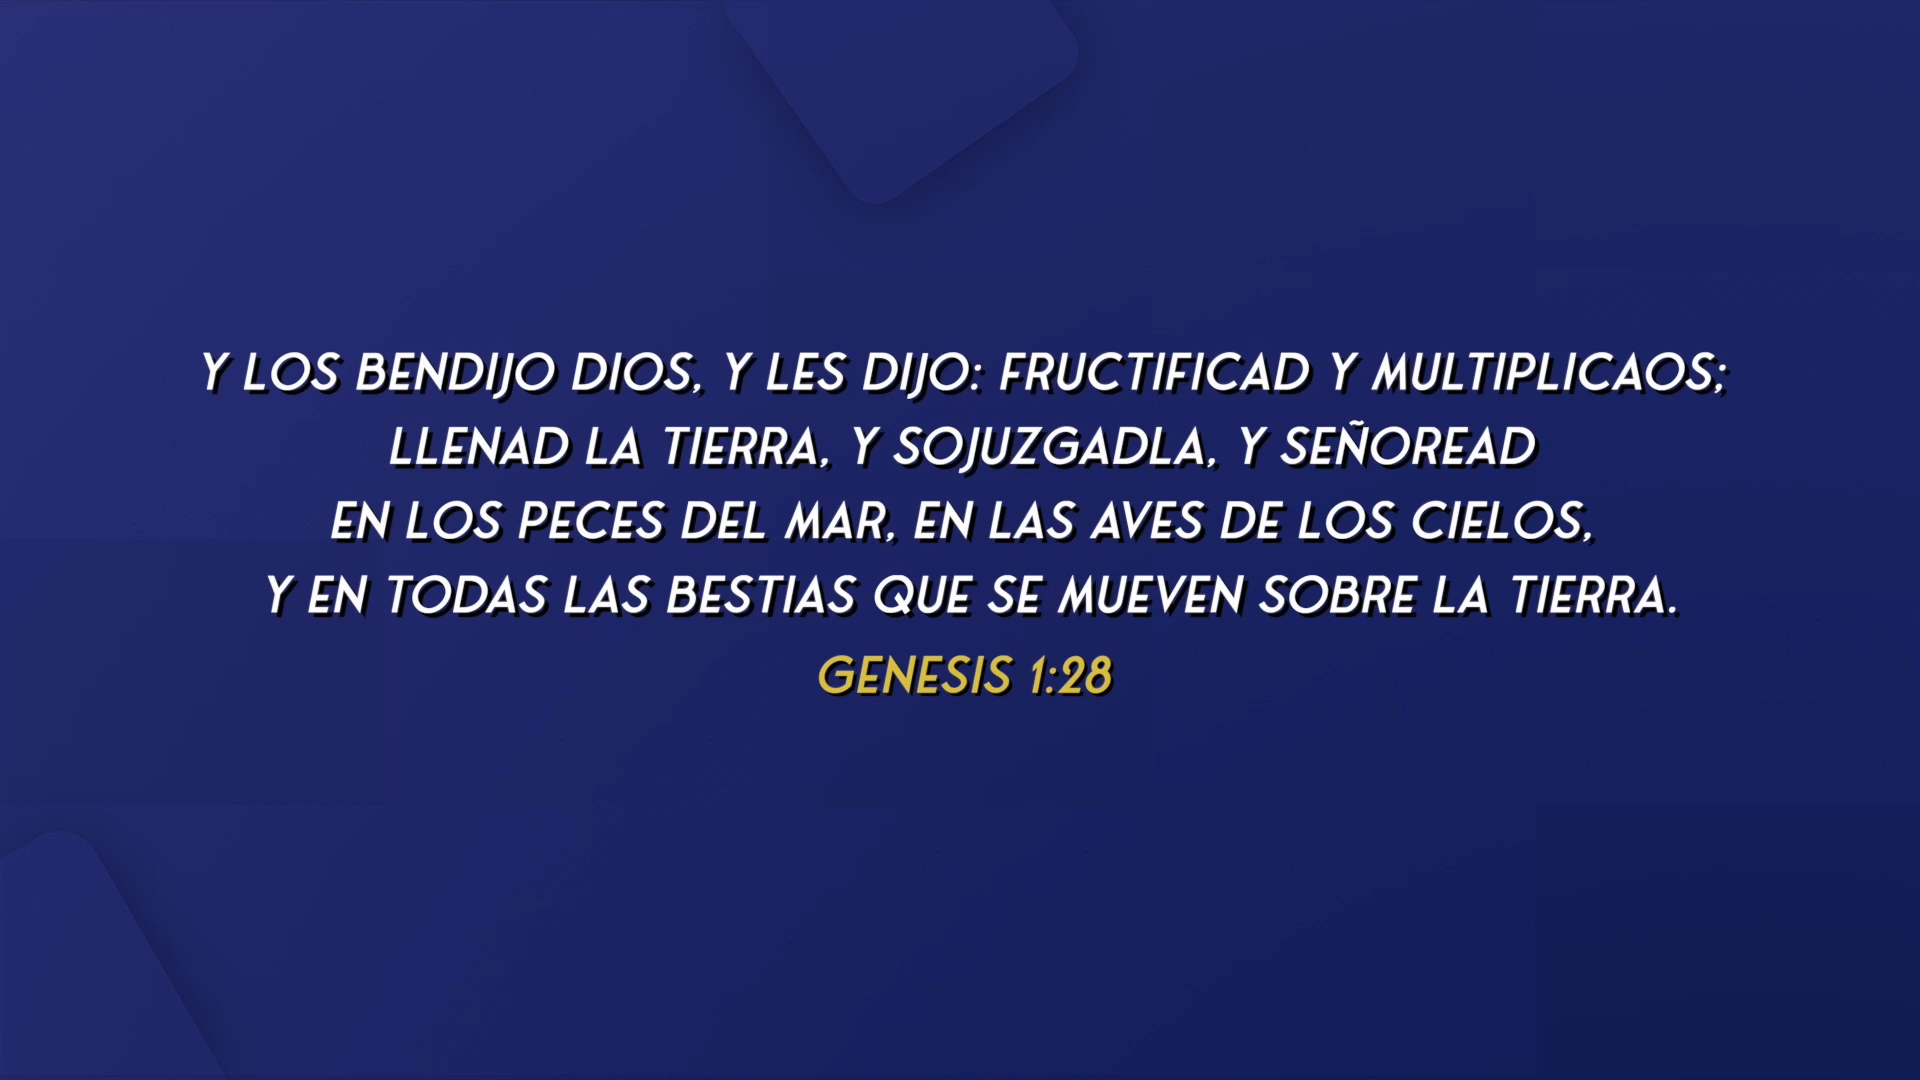 Y LOS BENDIJO DIOS, Y LES DIJO: FRUCTIFICAD Y MULTIPLICAOS;
LLENAD LA TIERRA, Y SOJUZGADLA, Y SEÑOREAD
EN LOS PECES DEL MAR, EN LAS AVES DE LOS CIELOS,
Y EN TODAS LAS BESTIAS QUE SE MUEVEN SOBRE LA TIERRA.
GENESIS 1:28